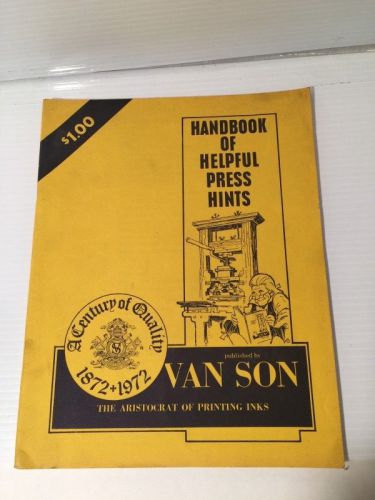 $1.00
HANDBOOK
OF
HELPFUL
PRESS
HINTS
A Century of Quality
1872 + 1972
published by
VAN SON
THE ARISTOCRAT OF PRINTING INKS